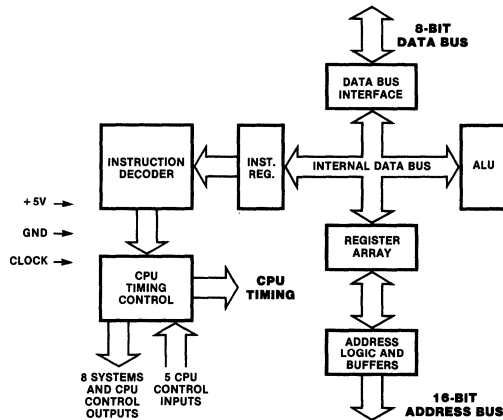 8-BIT
DATA BUS
DATA BUS
INTERFACE
INSTRUCTION
DECODER
INST.
REG.
INTERNAL DATA BUS
ALU
+5V
GND
CLOCK
REGISTER
ARRAY
CPU
TIMING
CONTROL
CPU
TIMING
ADDRESS
LOGIC AND
BUFFERS
8 SYSTEMS
AND CPU
CONTROL
OUTPUTS
5 CPU
CONTROL
INPUTS
16-BIT
ADDRESS BUS